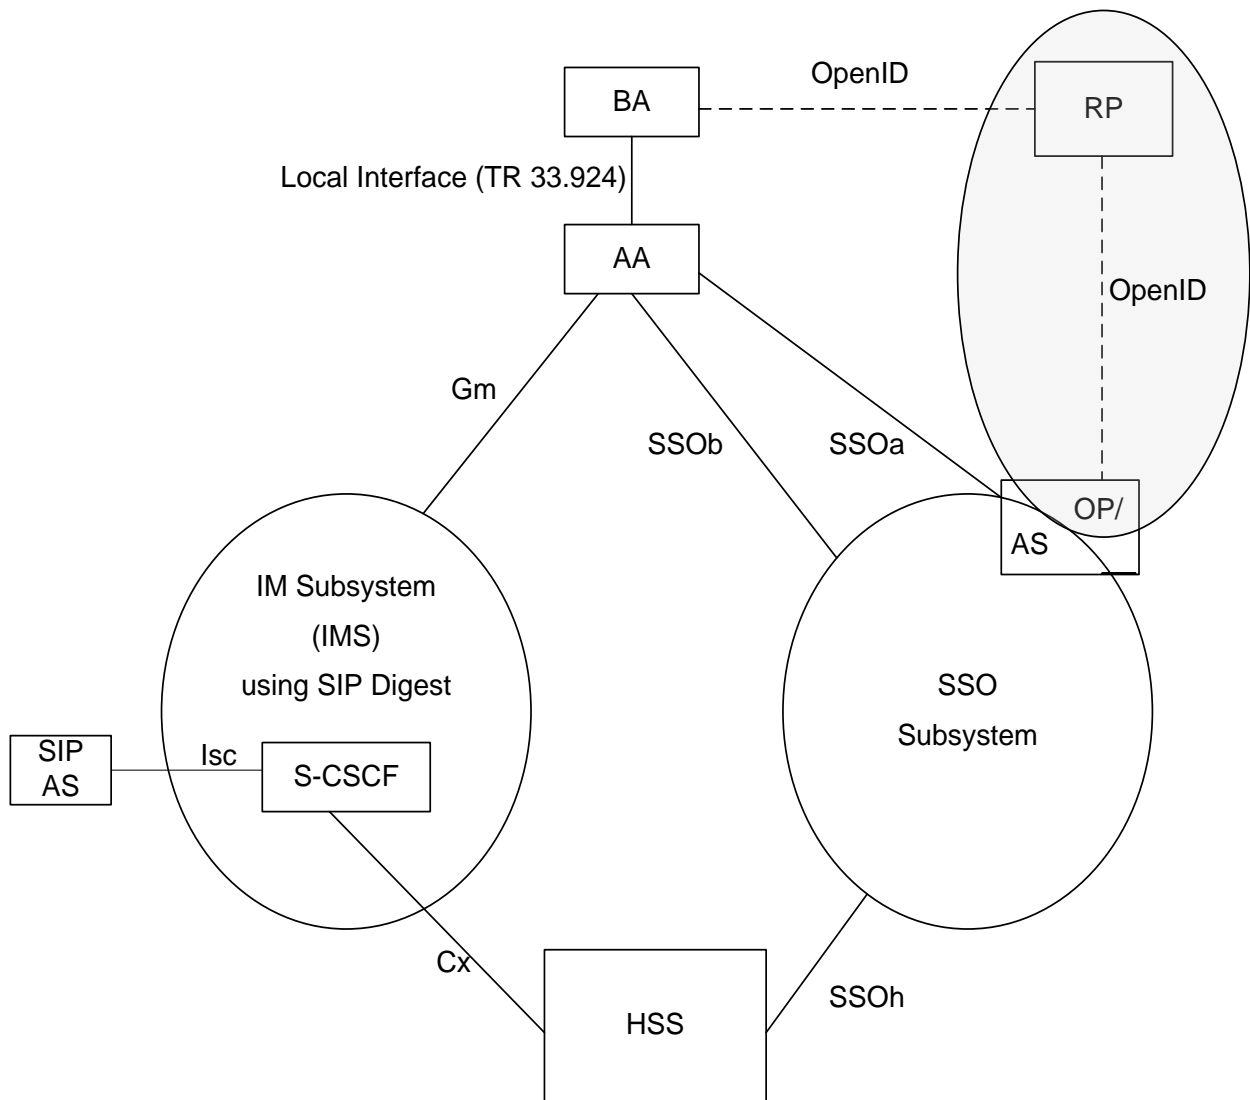 OpenID
BA
RP
Local Interface (TR 33.924)
AA
OpenID
Gm
SSOb
SSOa
OP/
AS
IM Subsystem
(IMS)
using SIP Digest
SSO
Subsystem
SIP
AS
Isc
S-CSCF
Cx
SSOh
HSS